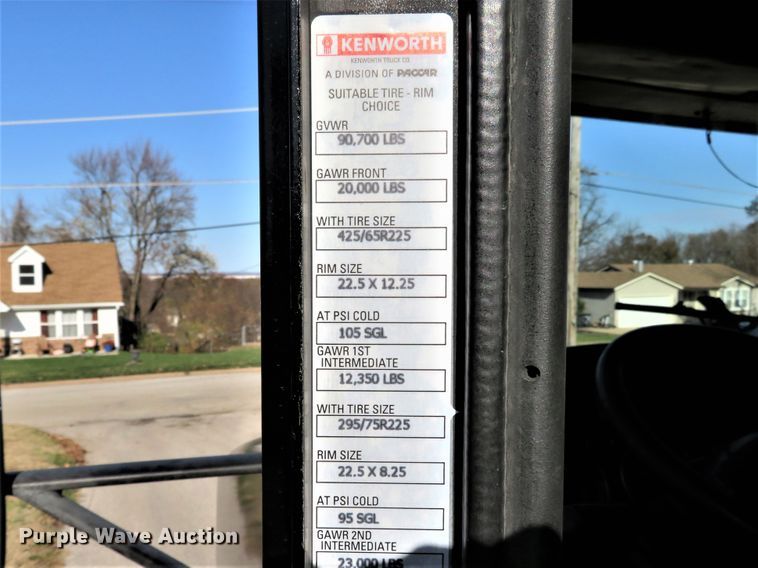 KENWORTH
KENWORTH TRUCK CO.
A DIVISION OF PACCAR
SUITABLE TIRE - RIM
CHOICE
GVWR
90,700 LBS
GAWR FRONT
20,000 LBS
WITH TIRE SIZE
425/65R225
RIM SIZE
22.5 X 12.25
AT PSI COLD
105 SGL
GAWR 1ST
INTERMEDIATE
12,350 LBS
WITH TIRE SIZE
295/75R225
RIM SIZE
22.5 X 8.25
AT PSI COLD
95 SGL
GAWR 2ND
INTERMEDIATE
23,000 LBS
Purple Wave Auction